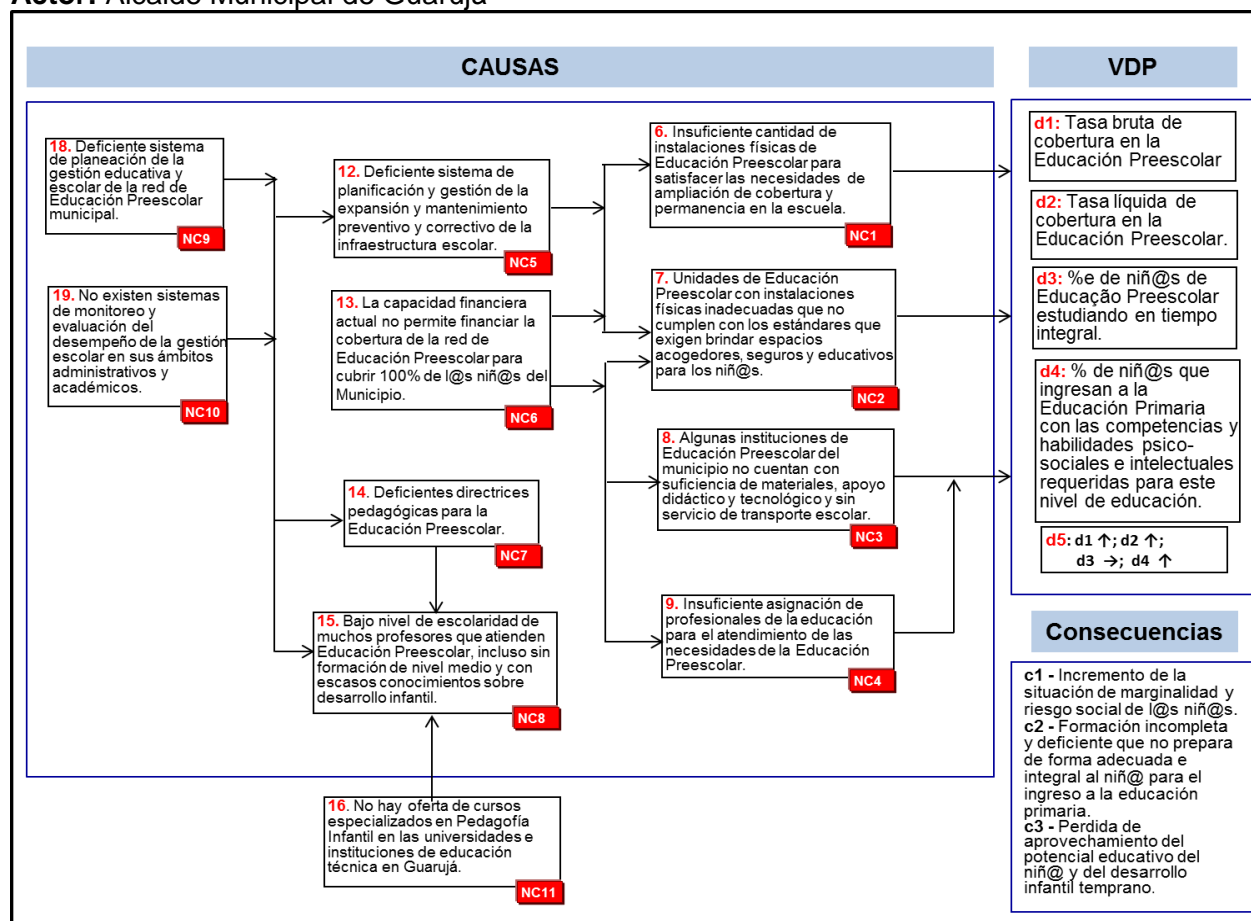 Actor: Alcalde Municipal de Guarujá
CAUSAS
18. Deficiente sistema
de planeación de la
gestión educativa y
escolar de la red de
Educación Preescolar
municipal.
NC9
19. No existen sistemas
de monitoreo y
evaluación del
desempeño de la gestión
escolar en sus ámbitos
administrativos y
académicos.
NC10
12. Deficiente sistema de
planificación y gestión de la
expansión y mantenimiento
preventivo y correctivo de la
infraestructura escolar.
NC5
13. La capacidad financiera
actual no permite financiar la
cobertura de la red de
Educación Preescolar para
cubrir 100% de l@s niñ@s del
Municipio.
NC6
14. Deficientes directrices
pedagógicas para la
Educación Preescolar.
NC7
15. Bajo nivel de escolaridad de
muchos profesores que atienden
Educación Preescolar, incluso sin
formación de nivel medio y con
escasos conocimientos sobre
desarrollo infantil.
NC8
16. No hay oferta de cursos
especializados en Pedagofía
Infantil en las universidades e
instituciones de educación
técnica en Guarujá.
NC11
6. Insuficiente cantidad de
instalaciones físicas de
Educación Preescolar para
satisfacer las necesidades de
ampliación de cobertura y
permanencia en la escuela.
NC1
7. Unidades de Educación
Preescolar con instalaciones
físicas inadecuadas que no
cumplen con los estándares que
exigen brindar espacios
acogedores, seguros y educativos
para los niñ@s.
NC2
8. Algunas instituciones de
Educación Preescolar del
municipio no cuentan con
suficiencia de materiales, apoyo
didáctico y tecnológico y sin
servicio de transporte escolar.
NC3
9. Insuficiente asignación de
profesionales de la educación
para el atendimiento de las
necesidades de la Educación
Preescolar.
NC4
VDP
d1: Tasa bruta de
cobertura en la
Educación Preescolar
d2: Tasa líquida de
cobertura en la
Educación Preescolar.
d3: %e de niñ@s de
Educação Preescolar
estudiando en tiempo
integral.
d4: % de niñ@s que
ingresan a la
Educación Primaria
con las competencias y
habilidades psico-
sociales e intelectuales
requeridas para este
nivel de educación.
d5: d1 ↑; d2 ↑;
d3 →; d4 ↑
Consecuencias
c1 - Incremento de la
situación de marginalidad y
riesgo social de l@s niñ@s.
c2 - Formación incompleta
y deficiente que no prepara
de forma adecuada e
integral al niñ@ para el
ingreso a la educación
primaria.
c3 - Perdida de
aprovechamiento del
potencial educativo del
niñ@ y del desarrollo
infantil temprano.